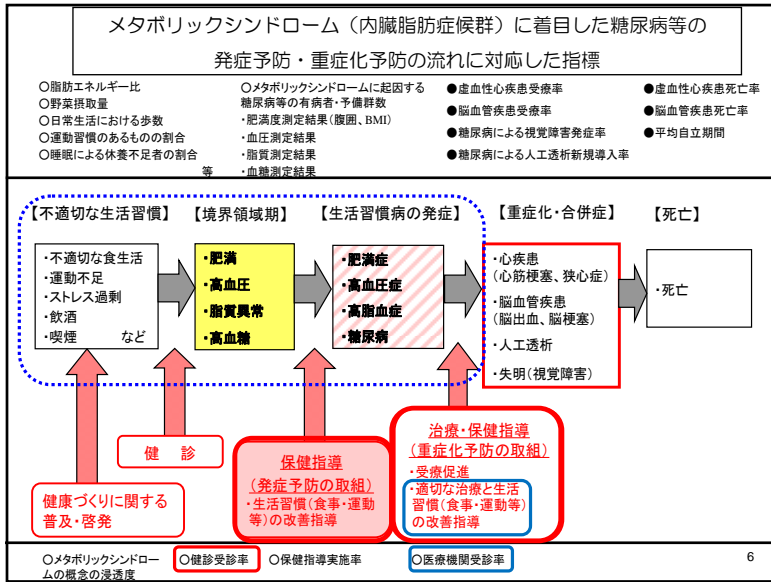 メタボリックシンドローム（内臓脂肪症候群）に着目した糖尿病等の
発症予防・重症化予防の流れに対応した指標
○脂肪エネルギー比
○野菜摂取量
○日常生活における歩数
○運動習慣のあるものの割合
○睡眠による休養不足者の割合
等
○メタボリックシンドロームに起因する
糖尿病等の有病者・予備群数
・肥満度測定結果（腹囲、BMI）
・血圧測定結果
・脂質測定結果
・血糖測定結果
●虚血性心疾患受療率
●脳血管疾患受療率
●糖尿病による視覚障害発症率
●糖尿病による人工透析新規導入率
●虚血性心疾患死亡率
●脳血管疾患死亡率
●平均自立期間
【不適切な生活習慣】
・不適切な食生活
・運動不足
・ストレス過剰
・飲酒
・喫煙 など
【境界領域期】
・肥満
・高血圧
・脂質異常
・高血糖
【生活習慣病の発症】
・肥満症
・高血圧症
・高脂血症
・糖尿病
【重症化・合併症】
・心疾患
（心筋梗塞、狭心症）
・脳血管疾患
（脳出血、脳梗塞）
・人工透析
・失明（視覚障害）
【死亡】
・死亡
健康づくりに関する
普及・啓発
健 診
保健指導
（発症予防の取組）
・生活習慣（食事・運動
等）の改善指導
治療・保健指導
（重症化予防の取組）
・受療促進
・適切な治療と生活
習慣（食事・運動等）
の改善指導
○メタボリックシンドロー
ムの概念の浸透度
○健診受診率
○保健指導実施率
○医療機関受診率
6